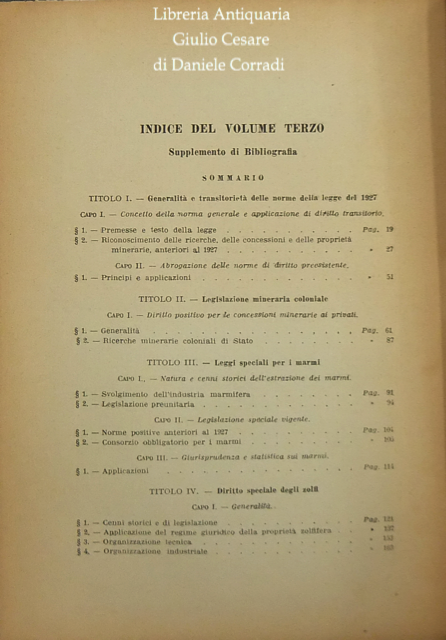 Libreria Antiquaria
Giulio Cesare
di Daniele Corradi
INDICE DEL VOLUME TERZO
Supplemento di Bibliografia
SOMMARIO
TITOLO I. — Generalità e transitorietà delle norme della legge del 1927
CAPO I. — Concetto della norma generale e applicazione di diritto transitorio.
§ 1. — Premesse e testo della legge . . . . . . . . . . . Pag. 19
§ 2. — Riconoscimento delle ricerche, delle concessioni e delle proprietà
minerarie, anteriori al 1927 . . . . . . . . . . . » 27
CAPO II. — Abrogazione delle norme di diritto preesistente.
§ 1. — Principi e applicazioni . . . . . . . . . . . . » 51
TITOLO II. — Legislazione mineraria coloniale
CAPO I. — Diritto positivo per le concessioni minerarie ai privati.
§ 1. — Generalità . . . . . . . . . . . . . . . Pag. 61
§ 2. — Ricerche minerarie coloniali di Stato . . . . . . . . » 87
TITOLO III. — Leggi speciali per i marmi
CAPO I., — Natura e cenni storici dell'estrazione dei marmi.
§ 1. — Svolgimento dell'industria marmifera . . . . . . . . Pag. 91
§ 2. — Legislazione preunitaria . . . . . . . . . . . . » 94
CAPO II. — Legislazione speciale vigente.
§ 1. — Norme positive anteriori al 1927 . . . . . . . . . Pag.
§ 2. — Consorzio obbligatorio per i marmi . . . . . . . . »
CAPO III. — Giurisprudenza e statistica sui marmi.
§ 1. — Applicazioni . . . . . . . . . . . . . . Pag. 114
TITOLO IV. — Diritto speciale degli zolfi
CAPO I. — Generalità.
§ 1. — Cenni storici e di legislazione . . . . . . . . . . Pag.
§ 2. — Applicazione del regime giuridico della proprietà zolfifera . . »
§ 3. — Organizzazione tecnica . . . . . . . . . . . . »
§ 4. — Organizzazione industriale . . . . . . . . . . . »